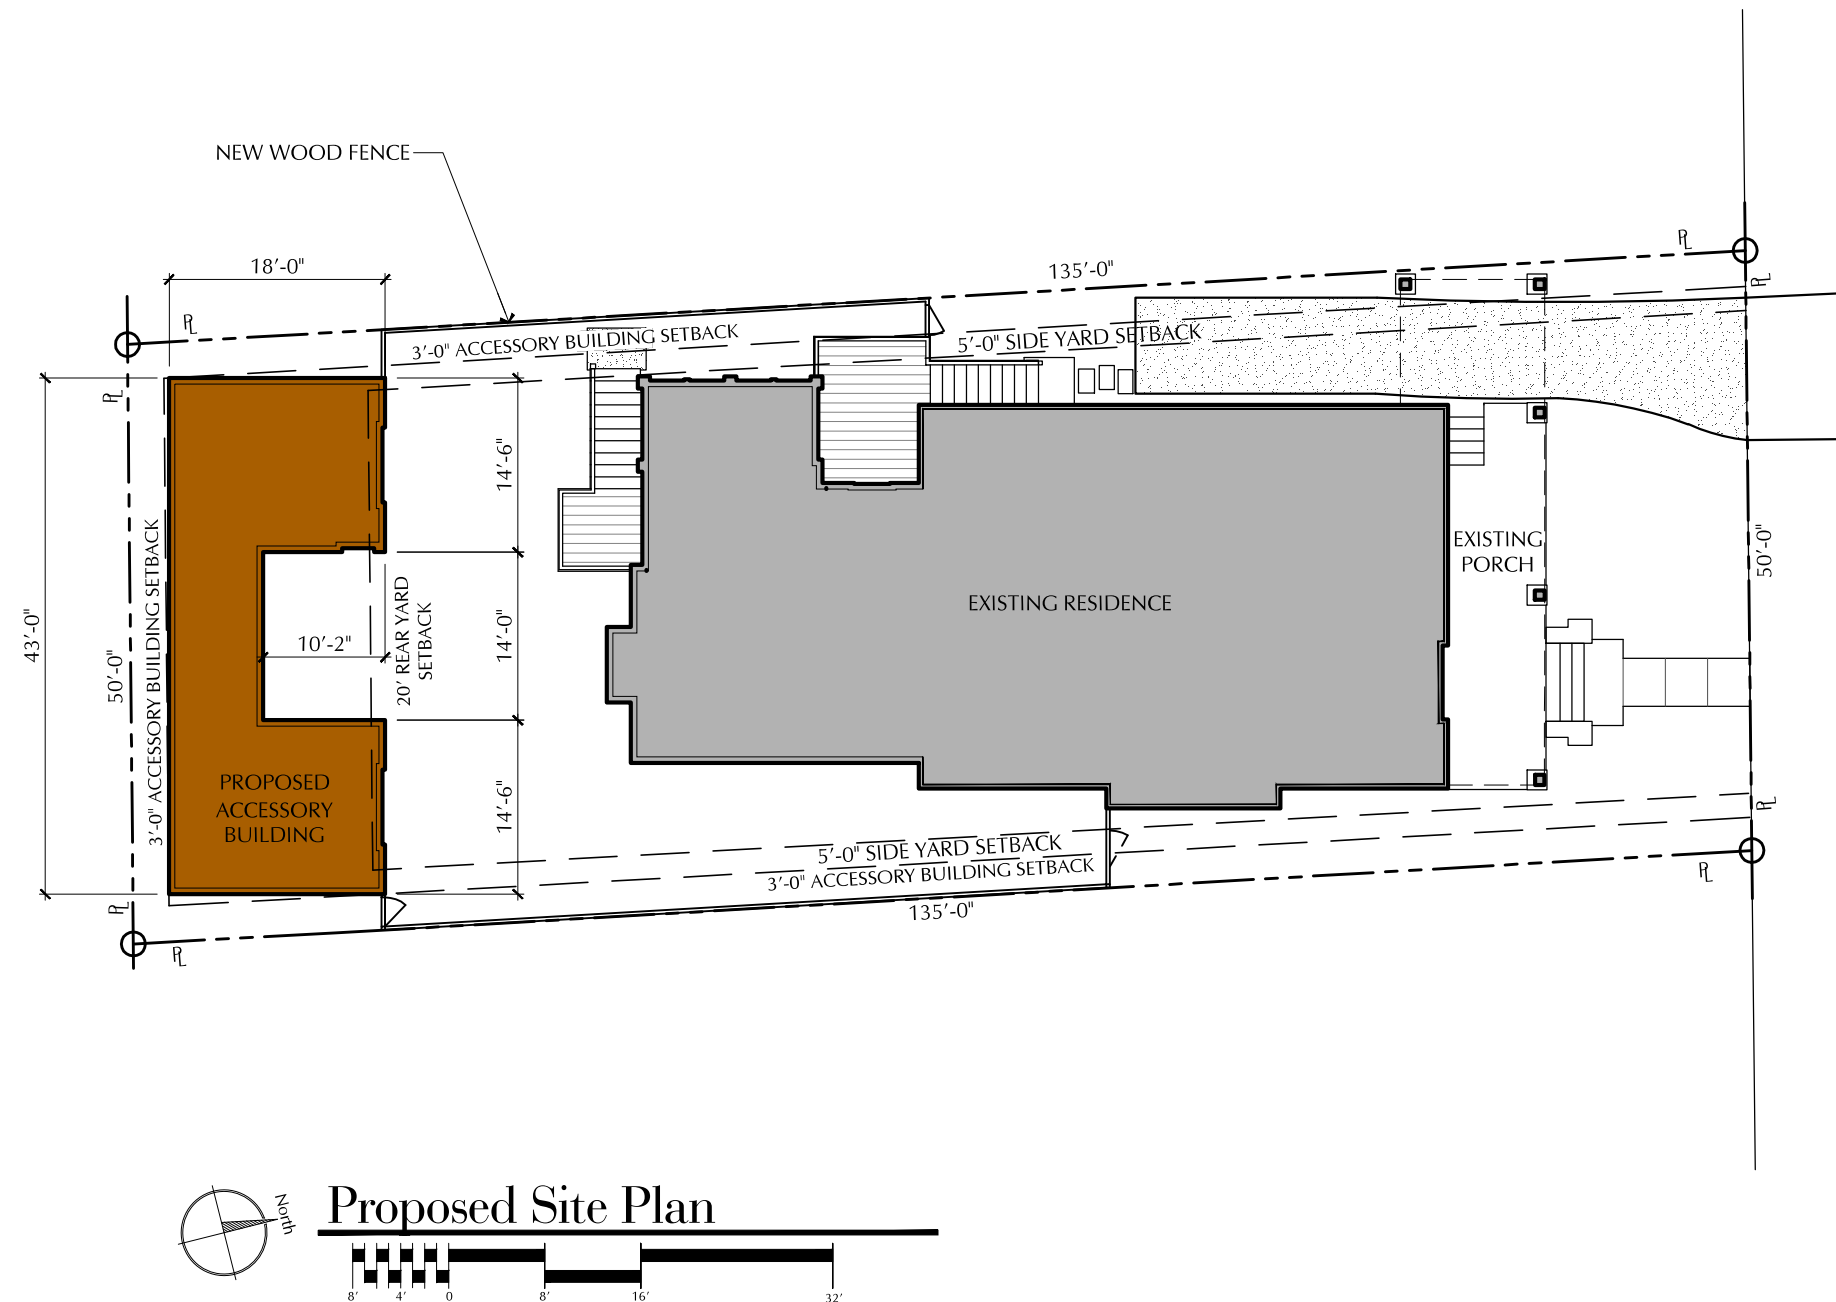 NEW WOOD FENCE
18'-0"
135'-0"
PL
PL
PL
3'-0" ACCESSORY BUILDING SETBACK
5'-0" SIDE YARD SETBACK
PL
14'-6"
3'-0" ACCESSORY BUILDING SETBACK
EXISTING
PORCH
50'-0"
43'-0"
50'-0"
10'-2"
20' REAR YARD
SETBACK
14'-0"
EXISTING RESIDENCE
PROPOSED
ACCESSORY
BUILDING
14'-6"
PL
5'-0" SIDE YARD SETBACK
3'-0" ACCESSORY BUILDING SETBACK
PL
PL
135'-0"
PL
North
Proposed Site Plan
8' 4' 0 8' 16' 32'